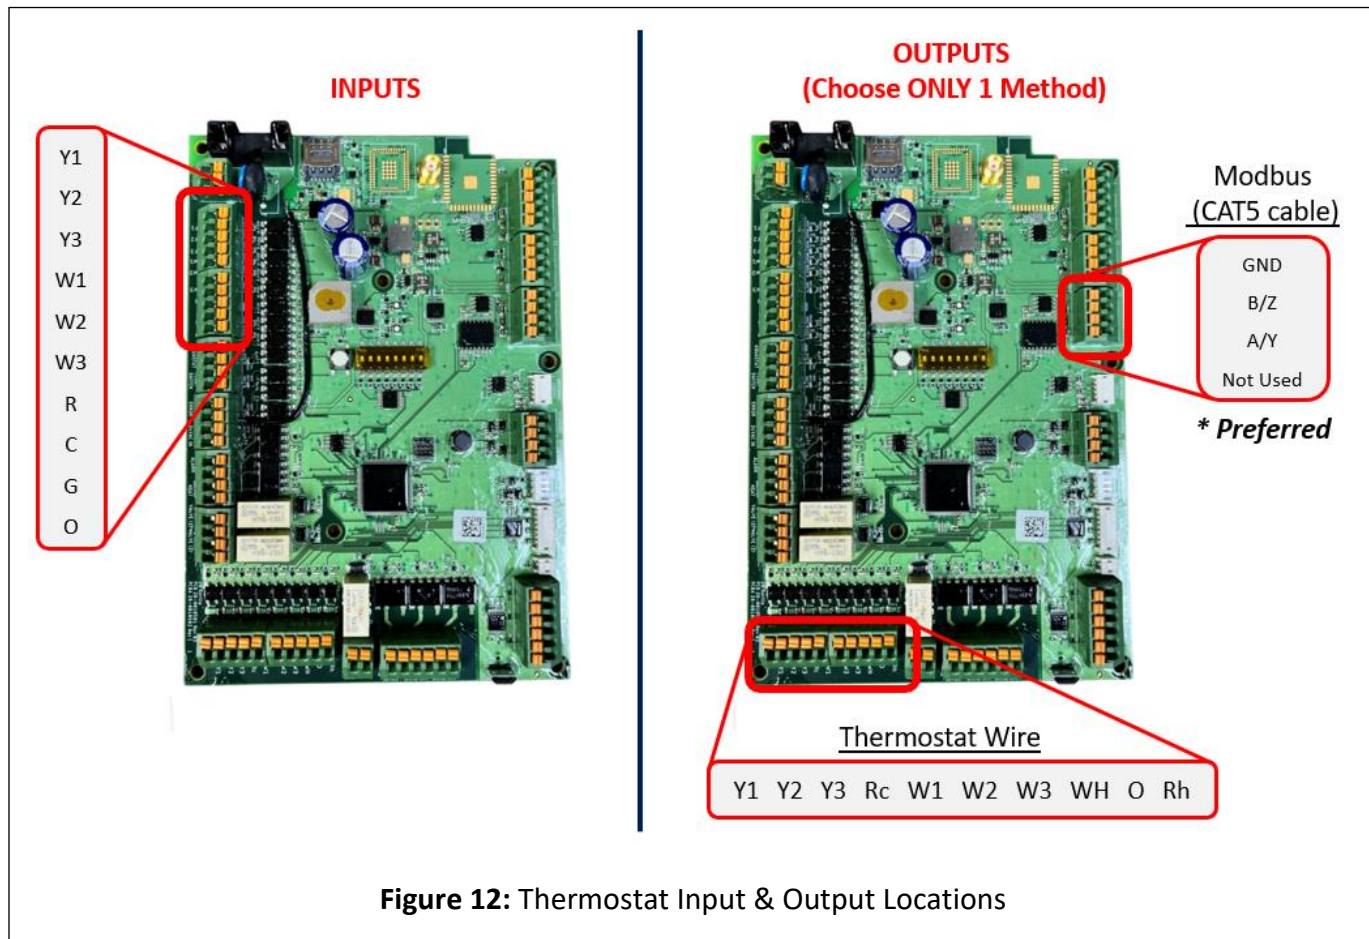 INPUTS
Y1
Y2
Y3
W1
W2
W3
R
C
G
O
OUTPUTS
(Choose ONLY 1 Method)
Modbus
(CAT5 cable)
GND
B/Z
A/Y
Not Used
* Preferred
Thermostat Wire
Y1 Y2 Y3 Rc W1 W2 W3 WH O Rh
Figure 12: Thermostat Input & Output Locations